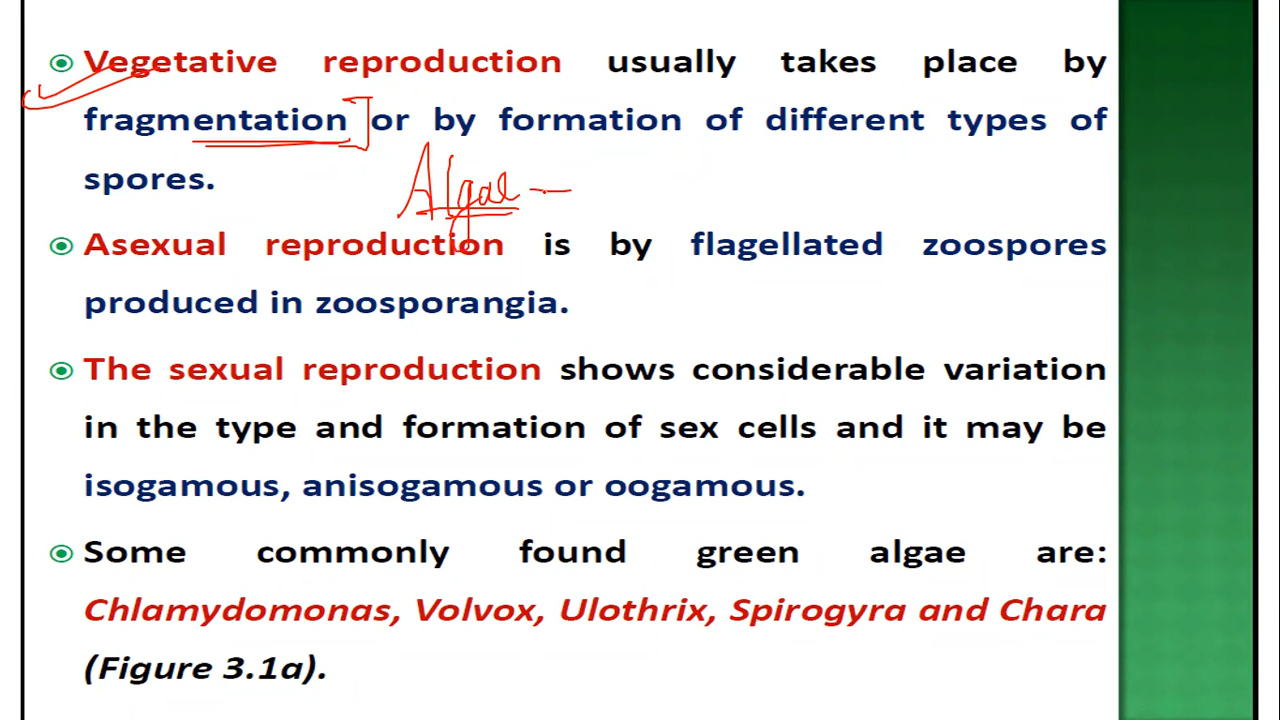 Vegetative reproduction usually takes place by
fragmentation or by formation of different types of
spores.
Algae -
Asexual reproduction is by flagellated zoospores
produced in zoosporangia.
The sexual reproduction shows considerable variation
in the type and formation of sex cells and it may be
isogamous, anisogamous or oogamous.
Some commonly found green algae are:
Chlamydomonas, Volvox, Ulothrix, Spirogyra and Chara
(Figure 3.1a).